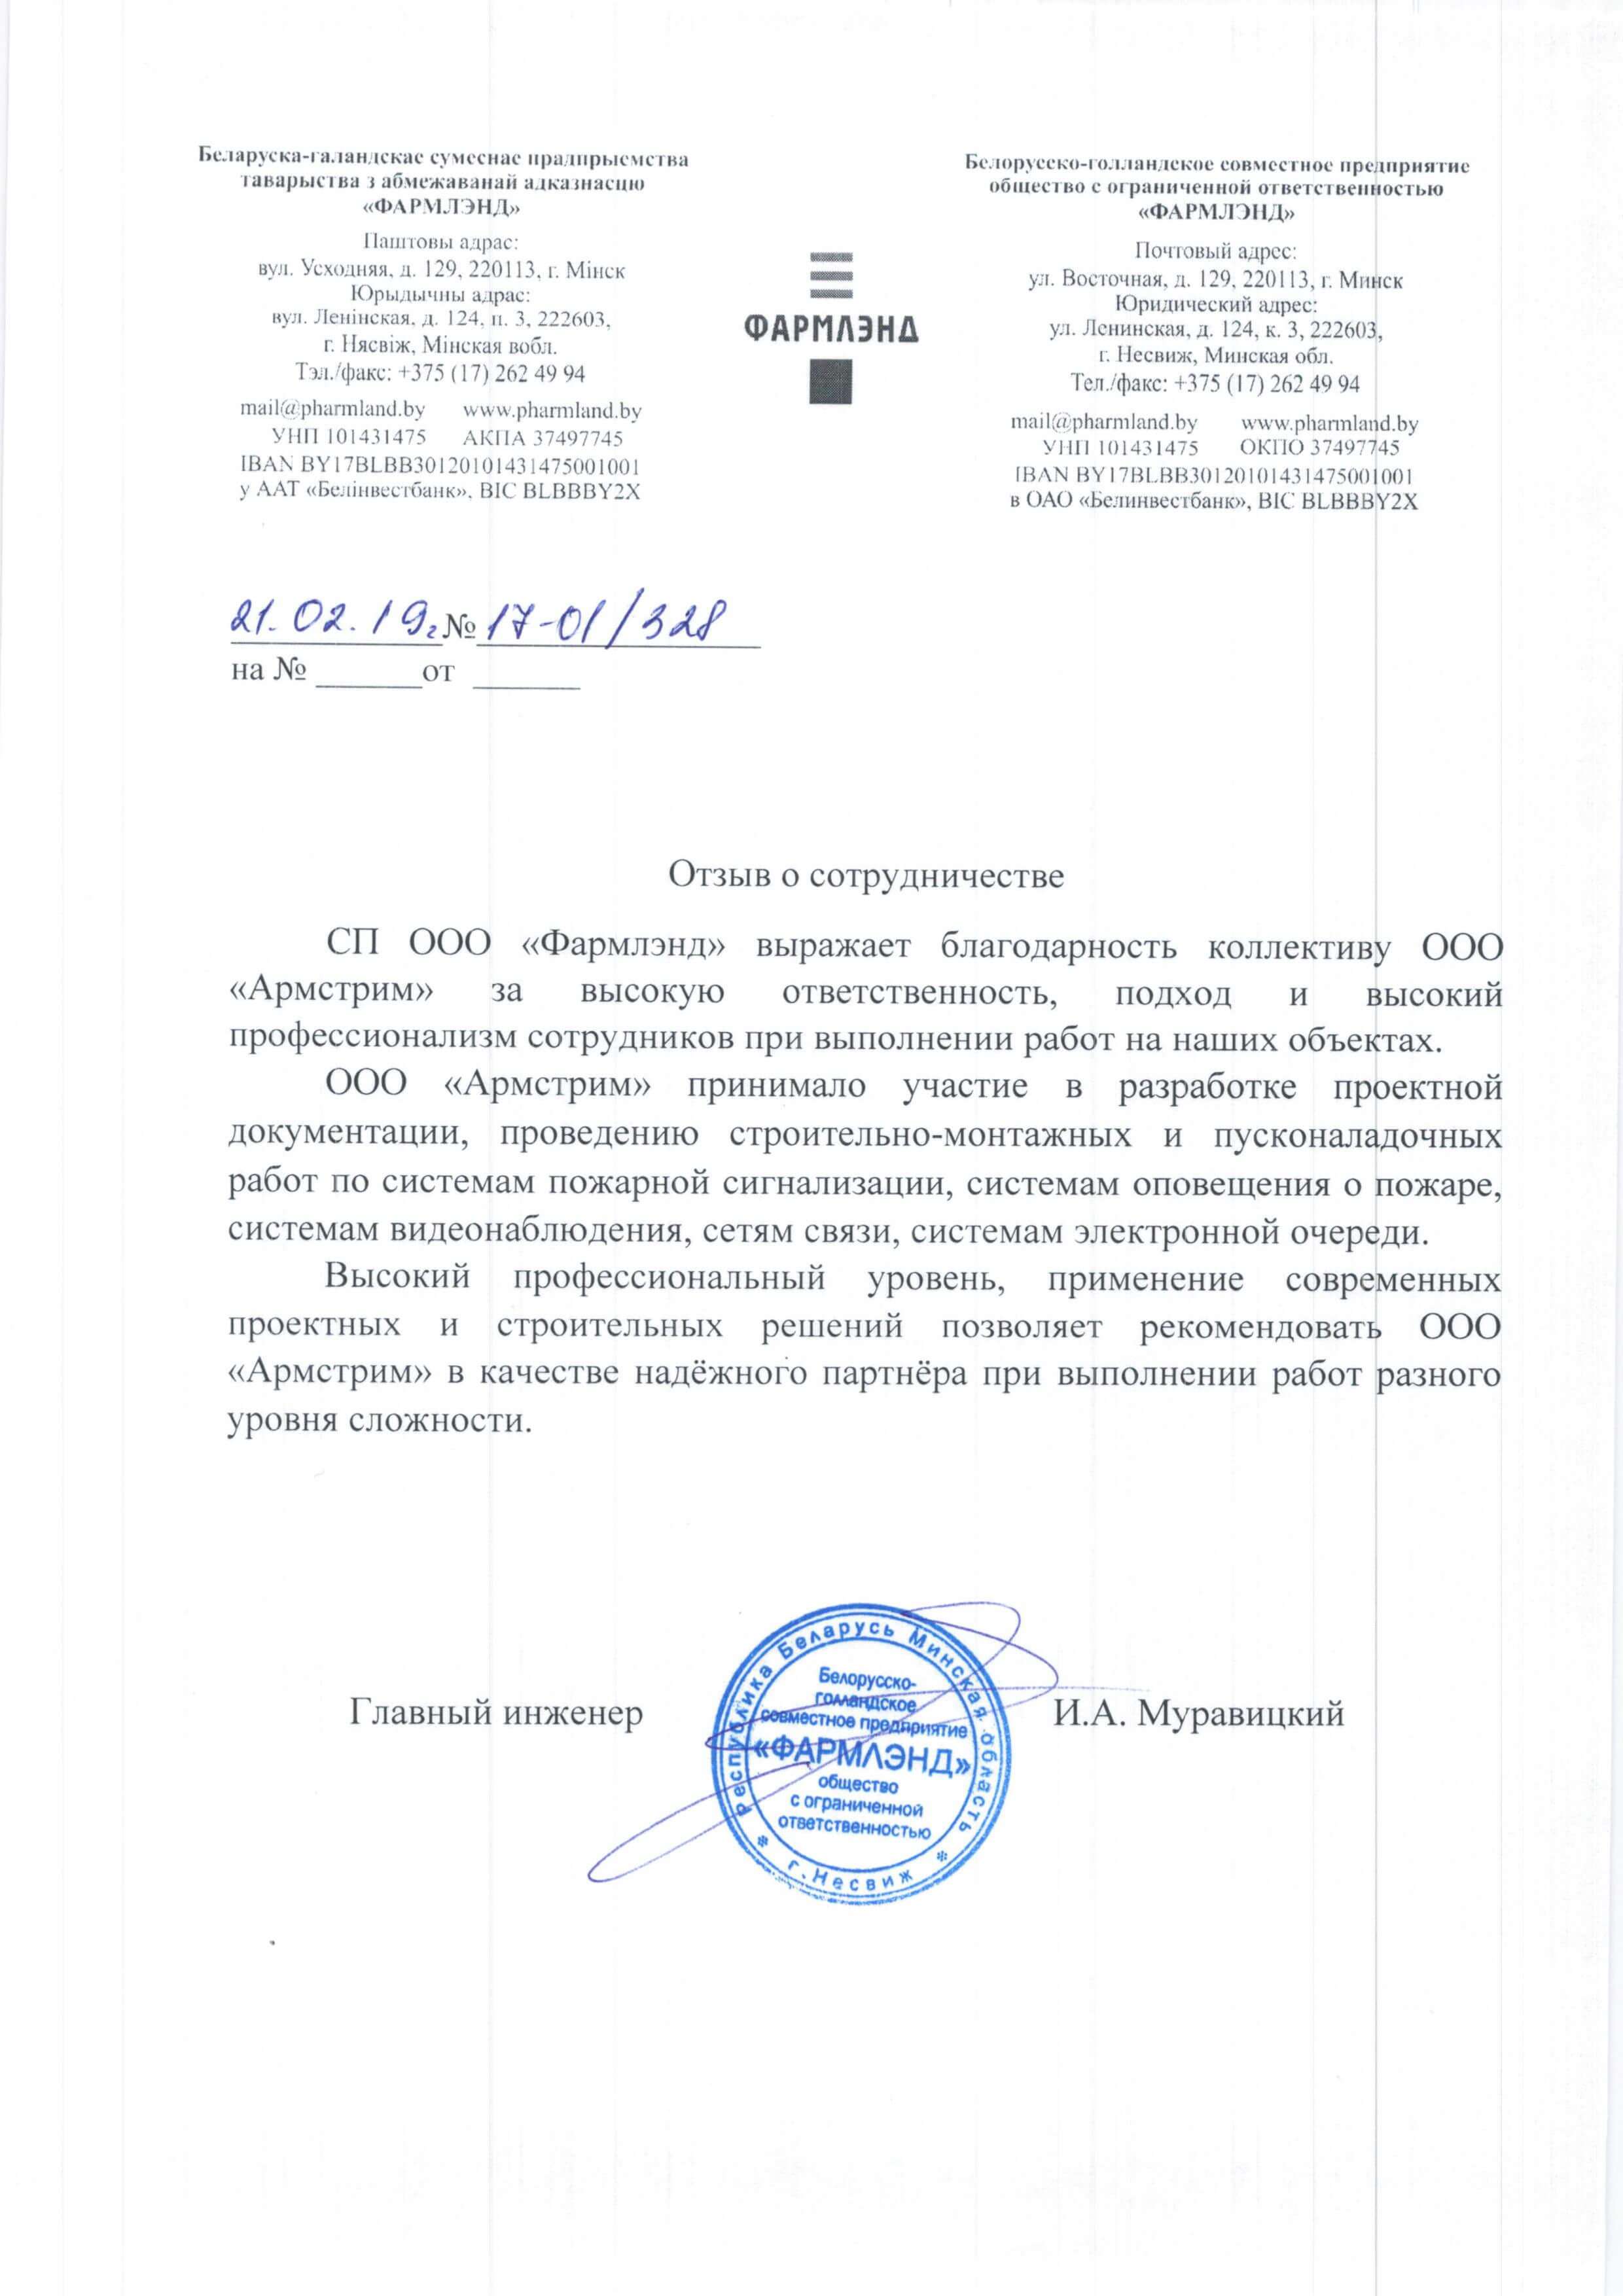 Беларуска-галандскае сумеснае прадпрыемства
таварыства з абмежаванай адказнасцю
«ФАРМЛЭНД»
Паштовы адрас:
вул. Усходняя, д. 129, 220113, г. Мінск
Юрыдычны адрас:
вул. Ленінская, д. 124, п. 3, 222603,
г. Нясвіж, Мінская вобл.
Тэл./факс: +375 (17) 262 49 94
mail@pharmland.by www.pharmland.by
УНП 101431475 АКПА 37497745
IBAN BY17BLBB30120101431475001001
у ААТ «Белінвестбанк», BIC BLBBBY2X
ФАРМЛЭНД
Белорусско-голландское совместное предприятие
общество с ограниченной ответственностью
«ФАРМЛЭНД»
Почтовый адрес:
ул. Восточная, д. 129, 220113, г. Минск
Юридический адрес:
ул. Ленинская, д. 124, к. 3, 222603,
г. Несвиж, Минская обл.
Тел./факс: +375 (17) 262 49 94
mail@pharmland.by www.pharmland.by
УНП 101431475 ОКПО 37497745
IBAN BY17BLBB30120101431475001001
в ОАО «Белинвестбанк», BIC BLBBBY2X
21.02.19г № 17-01/328
на № ______ от ______
Отзыв о сотрудничестве
СП ООО «Фармлэнд» выражает благодарность коллективу ООО
«Армстрим» за высокую ответственность, подход и высокий
профессионализм сотрудников при выполнении работ на наших объектах.
ООО «Армстрим» принимало участие в разработке проектной
документации, проведению строительно-монтажных и пусконаладочных
работ по системам пожарной сигнализации, системам оповещения о пожаре,
системам видеонаблюдения, сетям связи, системам электронной очереди.
Высокий профессиональный уровень, применение современных
проектных и строительных решений позволяет рекомендовать ООО
«Армстрим» в качестве надёжного партнёра при выполнении работ разного
уровня сложности.
Главный инженер И.А. Муравицкий
Республика Беларусь Минская область
г.Несвиж
Белорусско-
голландское
совместное предприятие
«ФАРМЛЭНД»
общество
с ограниченной
ответственностью